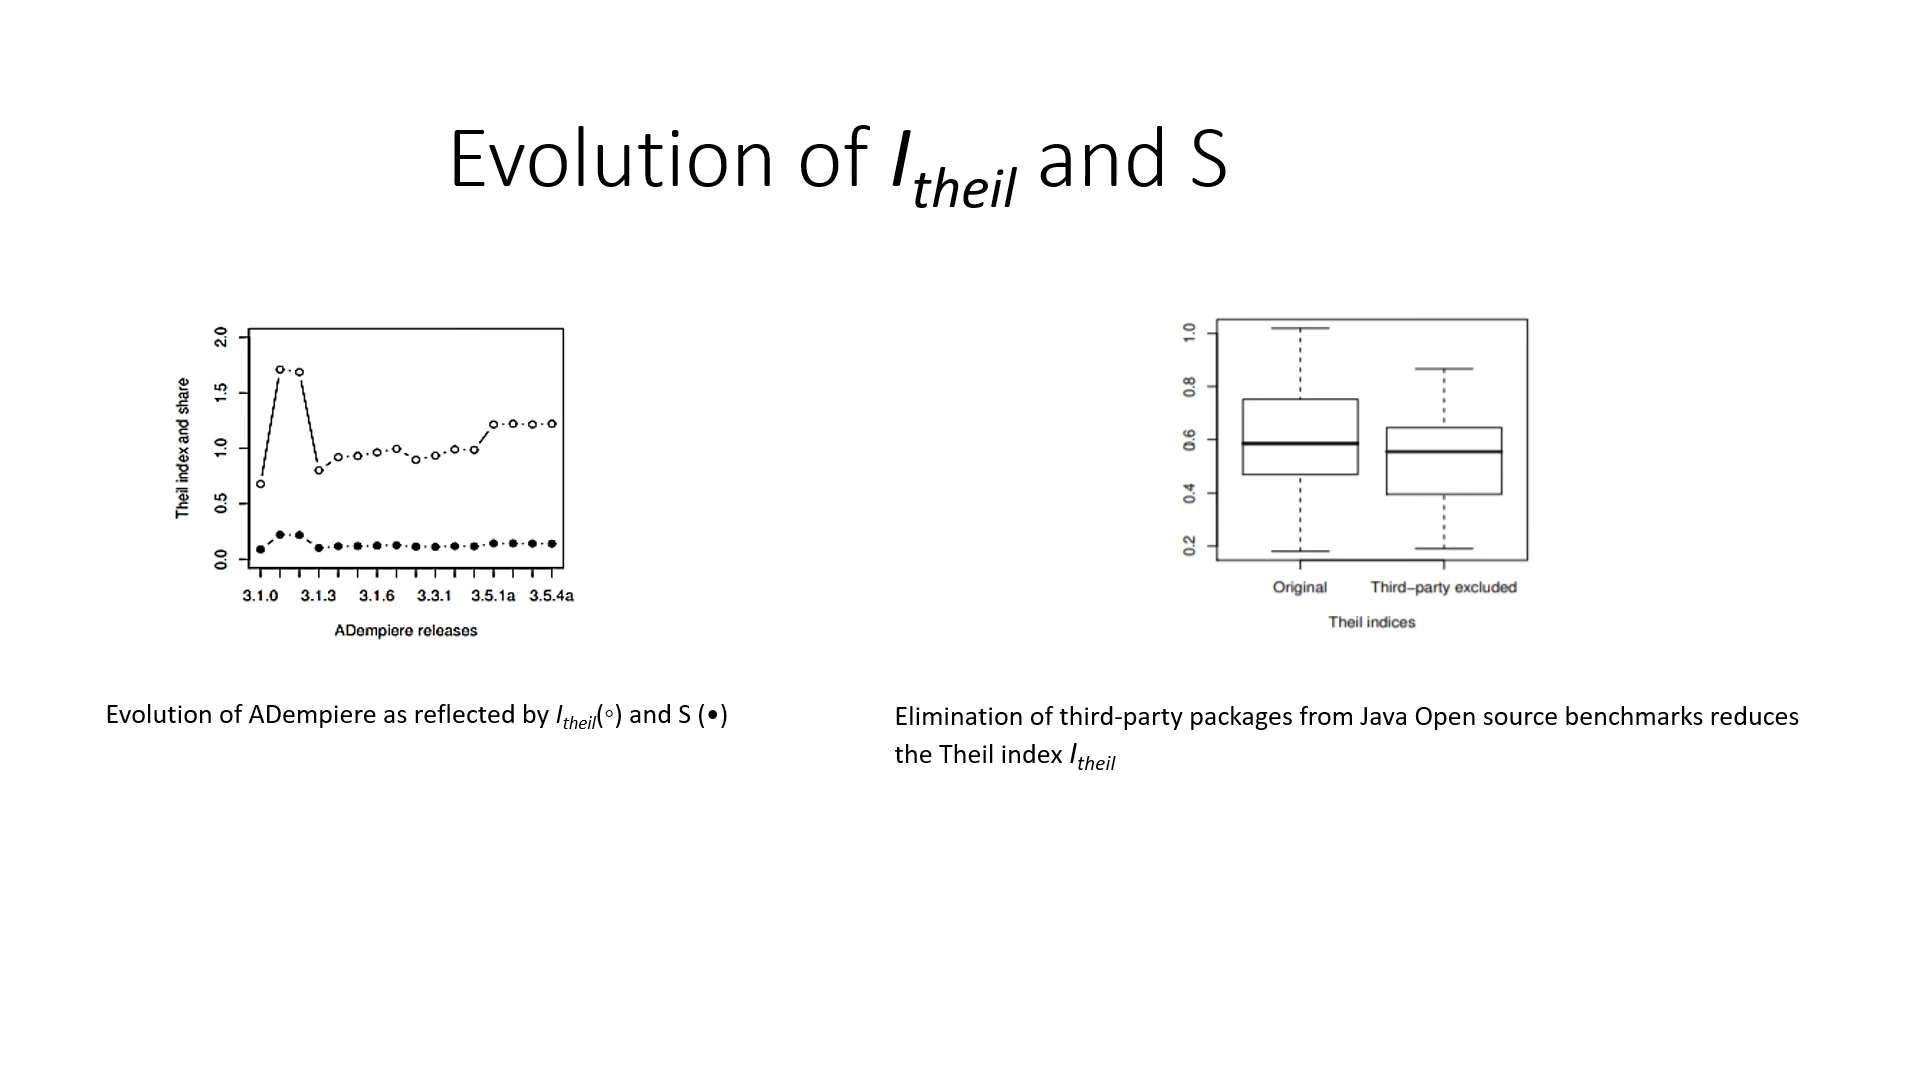 Evolution of I_theil and S
2.0
1.5
1.0
0.5
0.0
Theil index and share
3.1.0 3.1.3 3.1.6 3.3.1 3.5.1a 3.5.4a
ADempiere releases
Evolution of ADempiere as reflected by I_theil(◦) and S (•)
1.0
0.8
0.6
0.4
0.2
Original Third–party excluded
Theil indices
Elimination of third-party packages from Java Open source benchmarks reduces
the Theil index I_theil